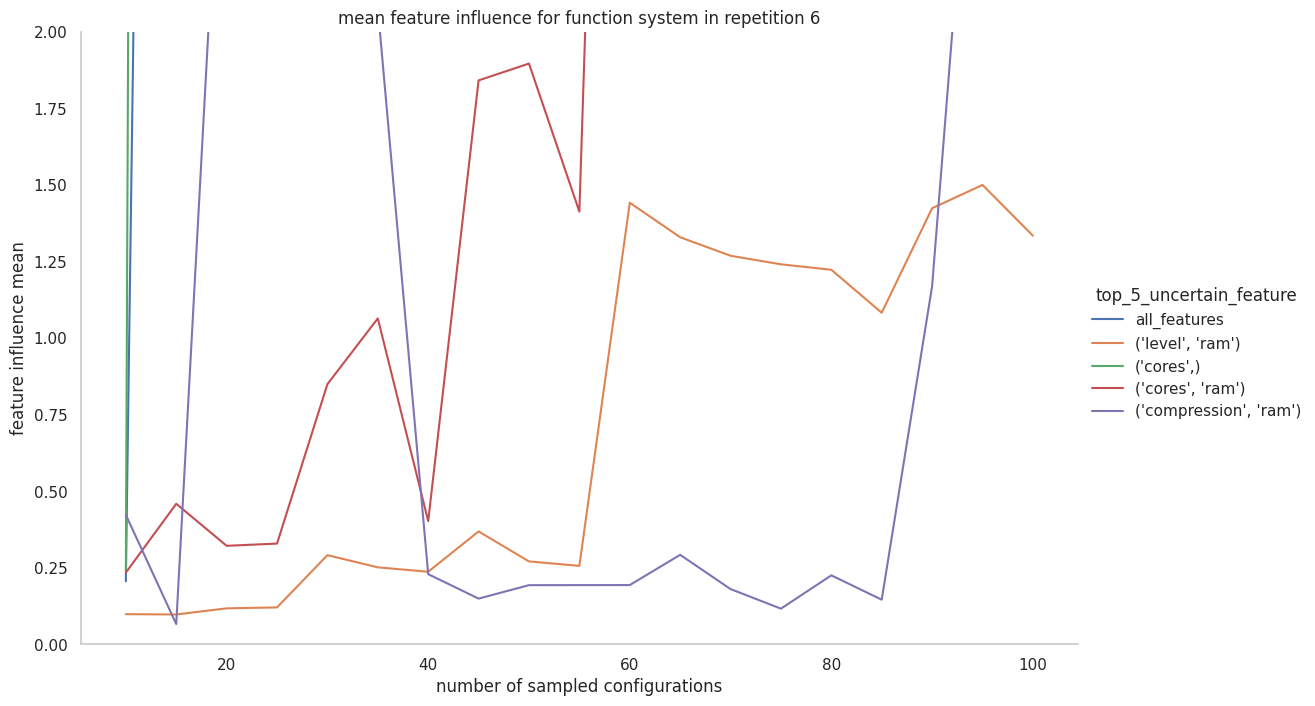 mean feature influence for function system in repetition 6
2.00
1.75
1.50
1.25
1.00
0.75
0.50
0.25
0.00
feature influence mean
20
40
60
80
100
number of sampled configurations
top_5_uncertain_feature
all_features
('level', 'ram')
('cores',)
('cores', 'ram')
('compression', 'ram')